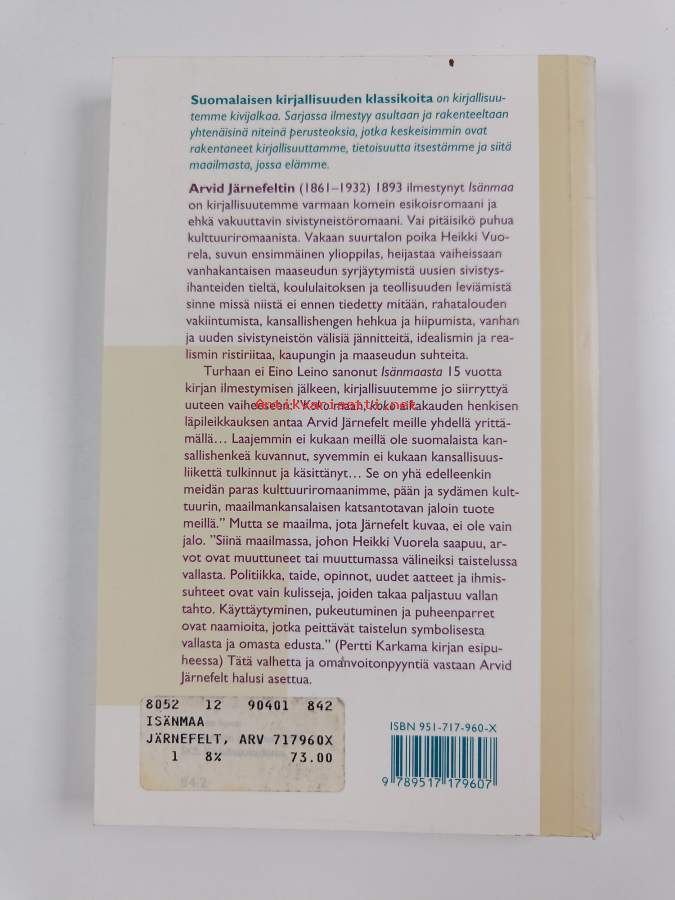 Suomalaisen kirjallisuuden klassikoita on kirjallisuu-
temme kivijalkaa. Sarjassa ilmestyy asultaan ja rakenteeltaan
yhtenäisinä niteinä perusteoksia, jotka keskeisimmin ovat
rakentaneet kirjallisuuttamme, tietoisuutta itsestämme ja siitä
maailmasta, jossa elämme.
Arvid Järnefeltin (1861–1932) 1893 ilmestynyt Isänmaa
on kirjallisuutemme varmaan komein esikoisromaani ja
ehkä vakuuttavin sivistyneistöromaani. Vai pitäisikö puhua
kulttuuriromaanista. Vakaan suurtalon poika Heikki Vuo-
rela, suvun ensimmäinen ylioppilas, heijastaa vaiheissaan
vanhakantaisen maaseudun syrjäytymistä uusien sivistys-
ihanteiden tieltä, koululaitoksen ja teollisuuden leviämistä
sinne missä niistä ei ennen tiedetty mitään, rahatalouden
vakiintumista, kansallishengen hehkua ja hiipumista, vanhan
ja uuden sivistyneistön välisiä jännitteitä, idealismin ja rea-
lismin ristiriitaa, kaupungin ja maaseudun suhteita.
Turhaan ei Eino Leino sanonut Isänmaasta 15 vuotta
kirjan ilmestymisen jälkeen, kirjallisuutemme jo siirryttyä
uuteen vaiheeseen: "Koko maan, koko aikakauden henkisen
antikvariaatti.net
läpileikkauksen antaa Arvid Järnefelt meille yhdellä yrittä-
mällä... Laajemmin ei kukaan meillä ole suomalaista kan-
sallishenkeä kuvannut, syvemmin ei kukaan kansallisuus-
liikettä tulkinnut ja käsittänyt... Se on yhä edelleenkin
meidän paras kulttuuriromaanimme, pään ja sydämen kult-
tuurin, maailmankansalaisen katsantotavan jaloin tuote
meillä." Mutta se maailma, jota Järnefelt kuvaa, ei ole vain
jalo. "Siinä maailmassa, johon Heikki Vuorela saapuu, ar-
vot ovat muuttuneet tai muuttumassa välineiksi taistelussa
vallasta. Politiikka, taide, opinnot, uudet aatteet ja ihmis-
suhteet ovat vain kulisseja, joiden takaa paljastuu vallan
tahto. Käyttäytyminen, pukeutuminen ja puheenparret
ovat naamioita, jotka peittävät taistelun symbolisesta
vallasta ja omasta edusta." (Pertti Karkama kirjan esipu-
heessa) Tätä valhetta ja omanvoitonpyyntiä vastaan Arvid
Järnefelt halusi asettua.
8052 12 90401 842
ISÄNMAA
JÄRNEFELT, ARV 717960X
1 8% 73.00
84.2
ISBN 951-717-960-X
9 789517 179607